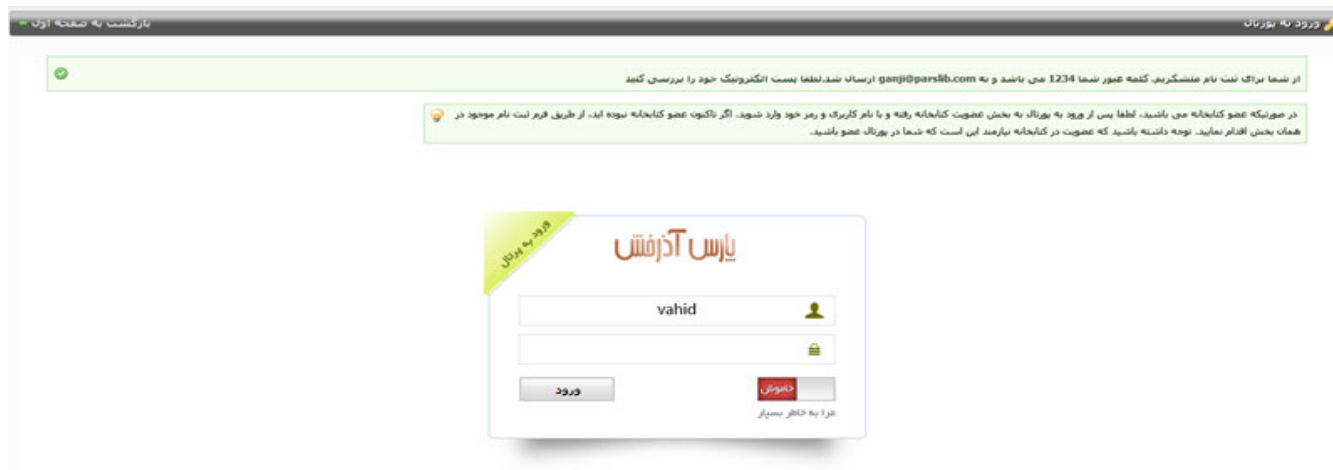 ورود به پورتال
بازگشت به صفحه اول
از شما برای ثبت نام متشکریم. کلمه عبور شما 1234 می باشد و به ganji@parslib.com ارسال شد.لطفا پست الکترونیک خود را بررسی کنید
در صورتیکه عضو کتابخانه می باشید، لطفا پس از ورود به پورتال به بخش عضویت کتابخانه رفته و با نام کاربری و رمز خود وارد شوید. اگر تاکنون عضو کتابخانه نبوده اید، از طریق فرم ثبت نام موجود در
همان بخش اقدام نمایید. توجه داشته باشید که عضویت در کتابخانه نیازمند این است که شما در پورتال عضو باشید.
ورود به پرتال
پارس آذرخش
vahid
خاموش
ورود
مرا به خاطر بسپار